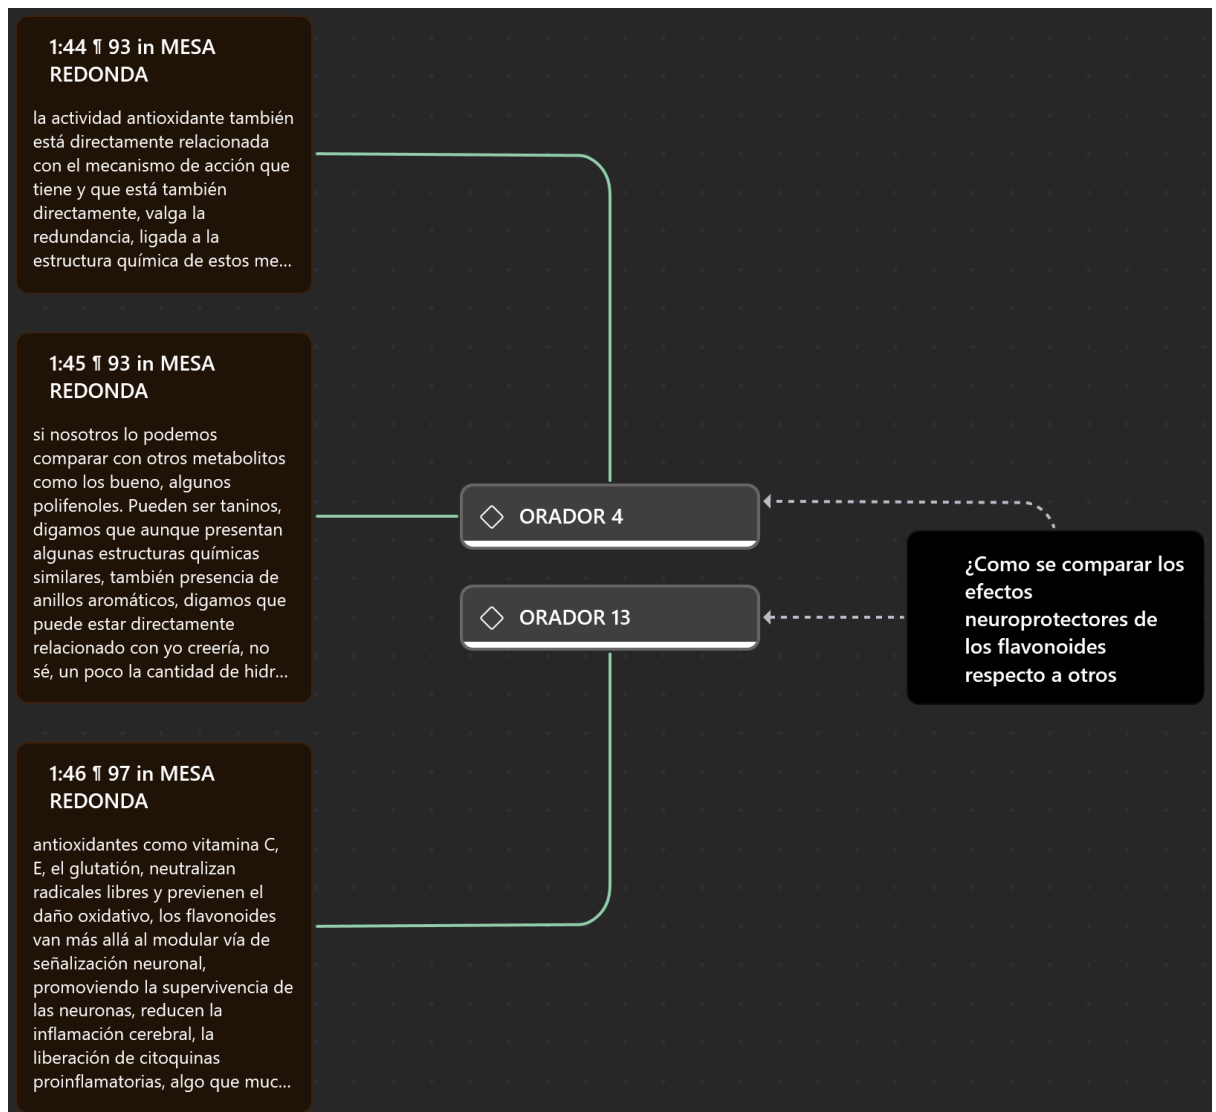 1:44 ¶ 93 in MESA
REDONDA
la actividad antioxidante también
está directamente relacionada
con el mecanismo de acción que
tiene y que está también
directamente, valga la
redundancia, ligada a la
estructura química de estos me...
1:45 ¶ 93 in MESA
REDONDA
si nosotros lo podemos
comparar con otros metabolitos
como los bueno, algunos
polifenoles. Pueden ser taninos,
digamos que aunque presentan
algunas estructuras químicas
similares, también presencia de
anillos aromáticos, digamos que
puede estar directamente
relacionado con yo creería, no
sé, un poco la cantidad de hidr...
1:46 ¶ 97 in MESA
REDONDA
antioxidantes como vitamina C,
E, el glutatión, neutralizan
radicales libres y previenen el
daño oxidativo, los flavonoides
van más allá al modular vía de
señalización neuronal,
promoviendo la supervivencia de
las neuronas, reducen la
inflamación cerebral, la
liberación de citoquinas
proinflamatorias, algo que muc...
ORADOR 4
ORADOR 13
¿Como se comparar los
efectos
neuroprotectores de
los flavonoides
respecto a otros